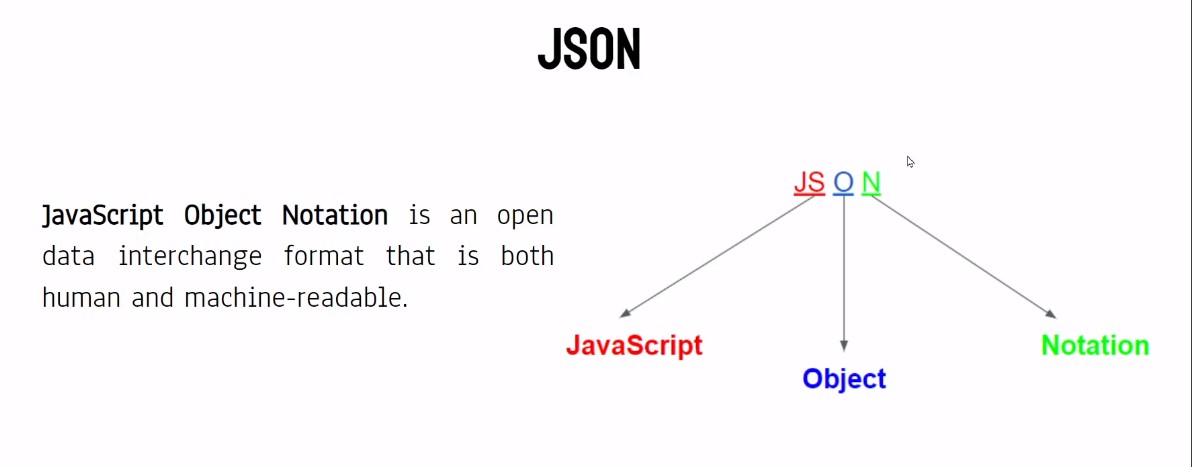 JSON
JavaScript Object Notation is an open
data interchange format that is both
human and machine-readable.
JS O N
JavaScript
Object
Notation